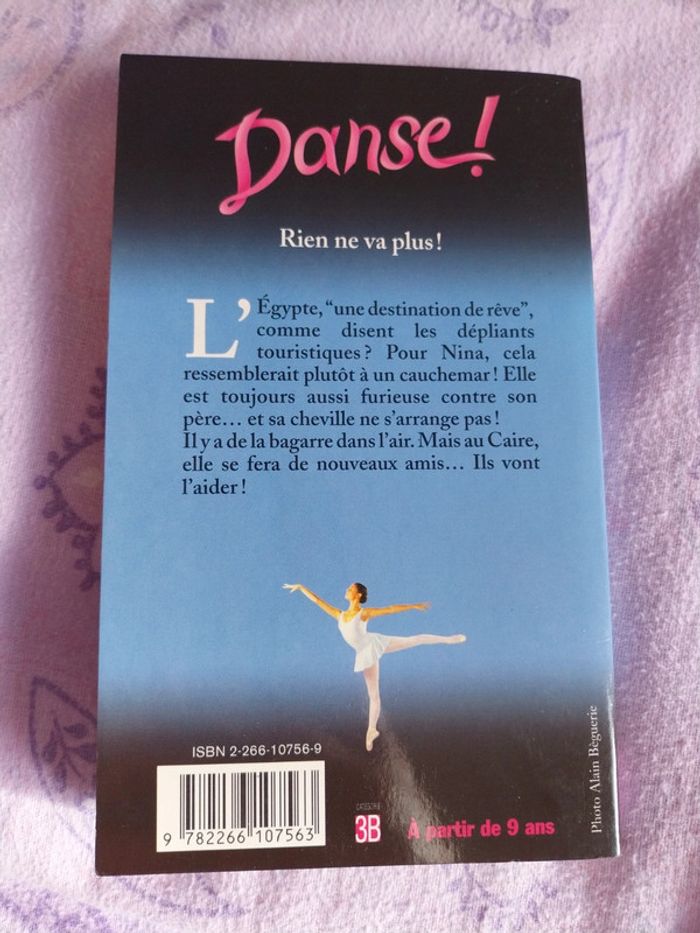 Danse!
Rien ne va plus !
L'Égypte, “une destination de rêve”,
comme disent les dépliants
touristiques ? Pour Nina, cela
ressemblerait plutôt à un cauchemar ! Elle
est toujours aussi furieuse contre son
père… et sa cheville ne s’arrange pas !
Il y a de la bagarre dans l’air. Mais au Caire,
elle se fera de nouveaux amis… Ils vont
l’aider !
Photo Alain Bèguerie
ISBN 2-266-10756-9
9 782266 107563
CATÉGORIE
3B
À partir de 9 ans